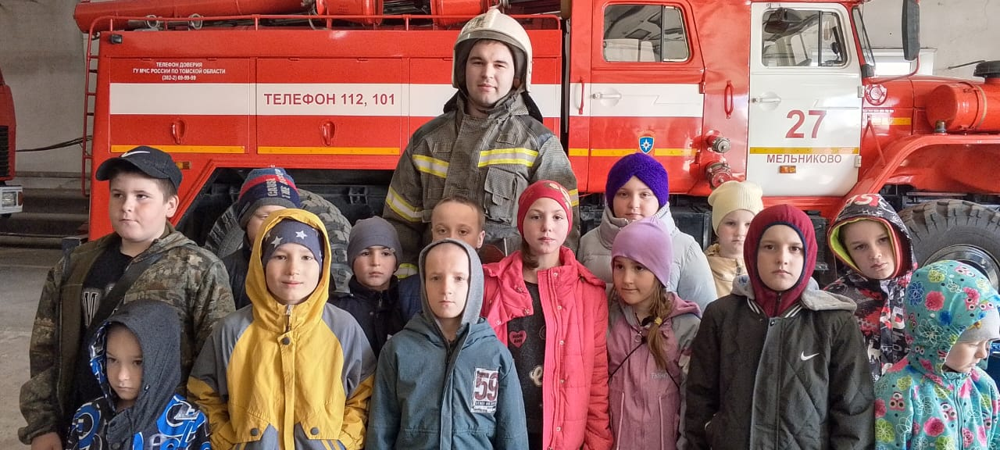 ТЕЛЕФОН ДОВЕРИЯ
ГУ МЧС РОССИИ ПО ТОМСКОЙ ОБЛАСТИ
(382-2) 69-99-99
ТЕЛЕФОН 112, 101
27
МЕЛЬНИКОВО
59